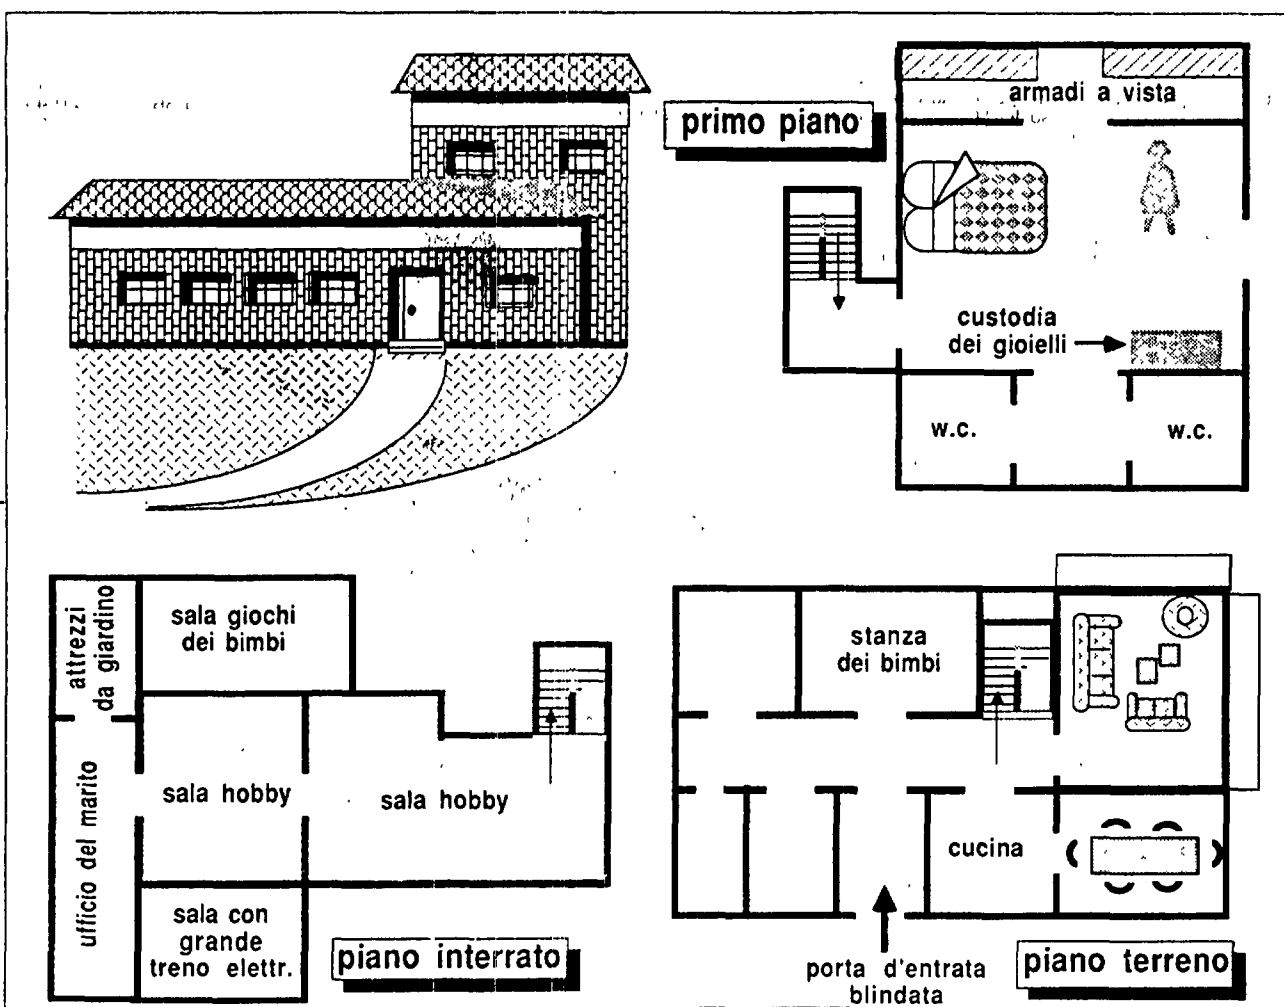 primo piano
armadi a vista
custodia
dei gioielli
w.c.
w.c.
attrezzi
da giardino
sala giochi
dei bimbi
ufficio del marito
sala hobby
sala hobby
sala con
grande
treno elettr.
piano interrato
stanza
dei bimbi
cucina
porta d'entrata
blindata
piano terreno